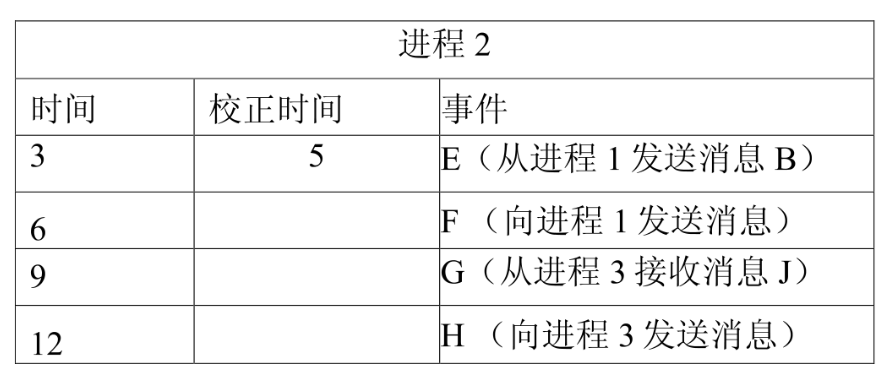 进程 2
时间 校正时间 事件
3 5 E（从进程 1 发送消息 B）
6 F （向进程 1 发送消息）
9 G（从进程 3 接收消息 J）
12 H （向进程 3 发送消息）